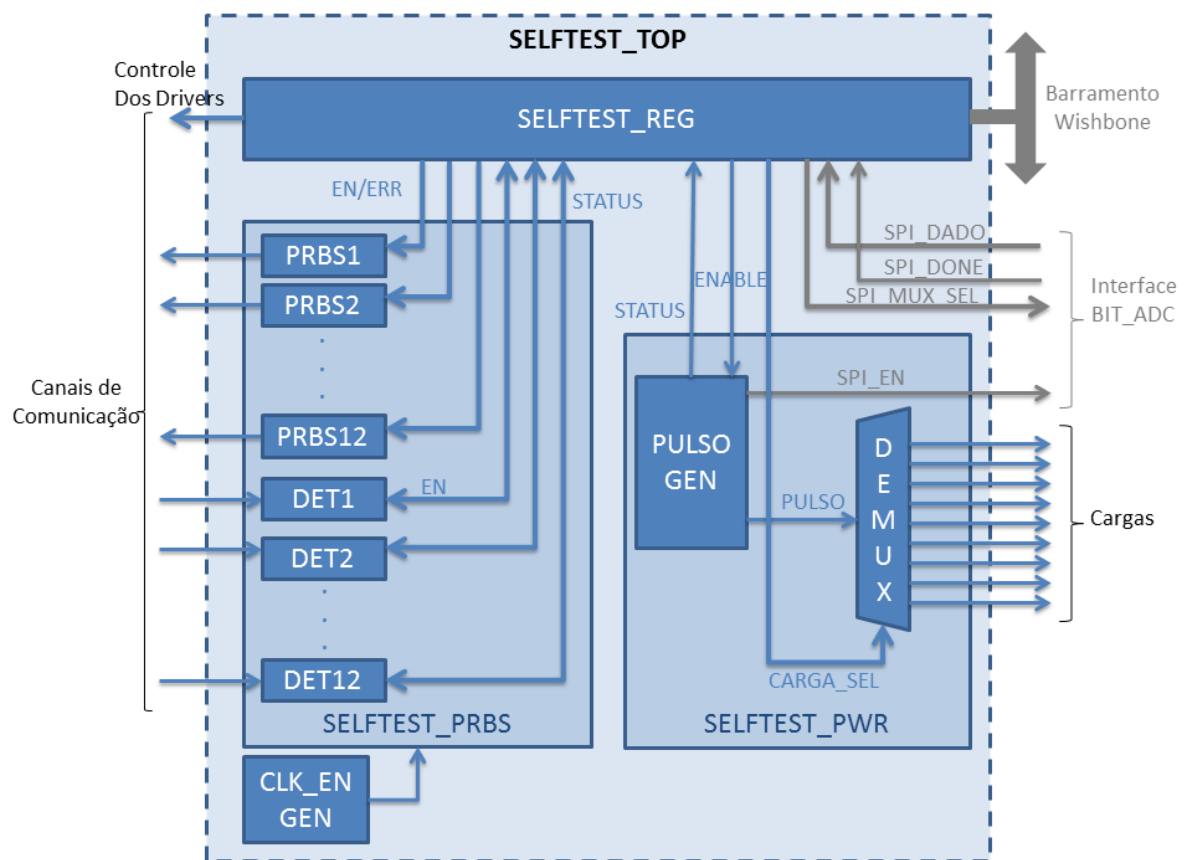 SELFTEST_TOP
Controle
Dos Drivers
SELFTEST_REG
Barramento
Wishbone
EN/ERR
STATUS
PRBS1
PRBS2
PRBS12
DET1
EN
DET2
DET12
SELFTEST_PRBS
CLK_EN
GEN
Canais de
Comunicação
STATUS
ENABLE
SPI_DADO
SPI_DONE
SPI_MUX_SEL
Interface
BIT_ADC
SPI_EN
PULSO
GEN
PULSO
D
E
M
U
X
Cargas
CARGA_SEL
SELFTEST_PWR